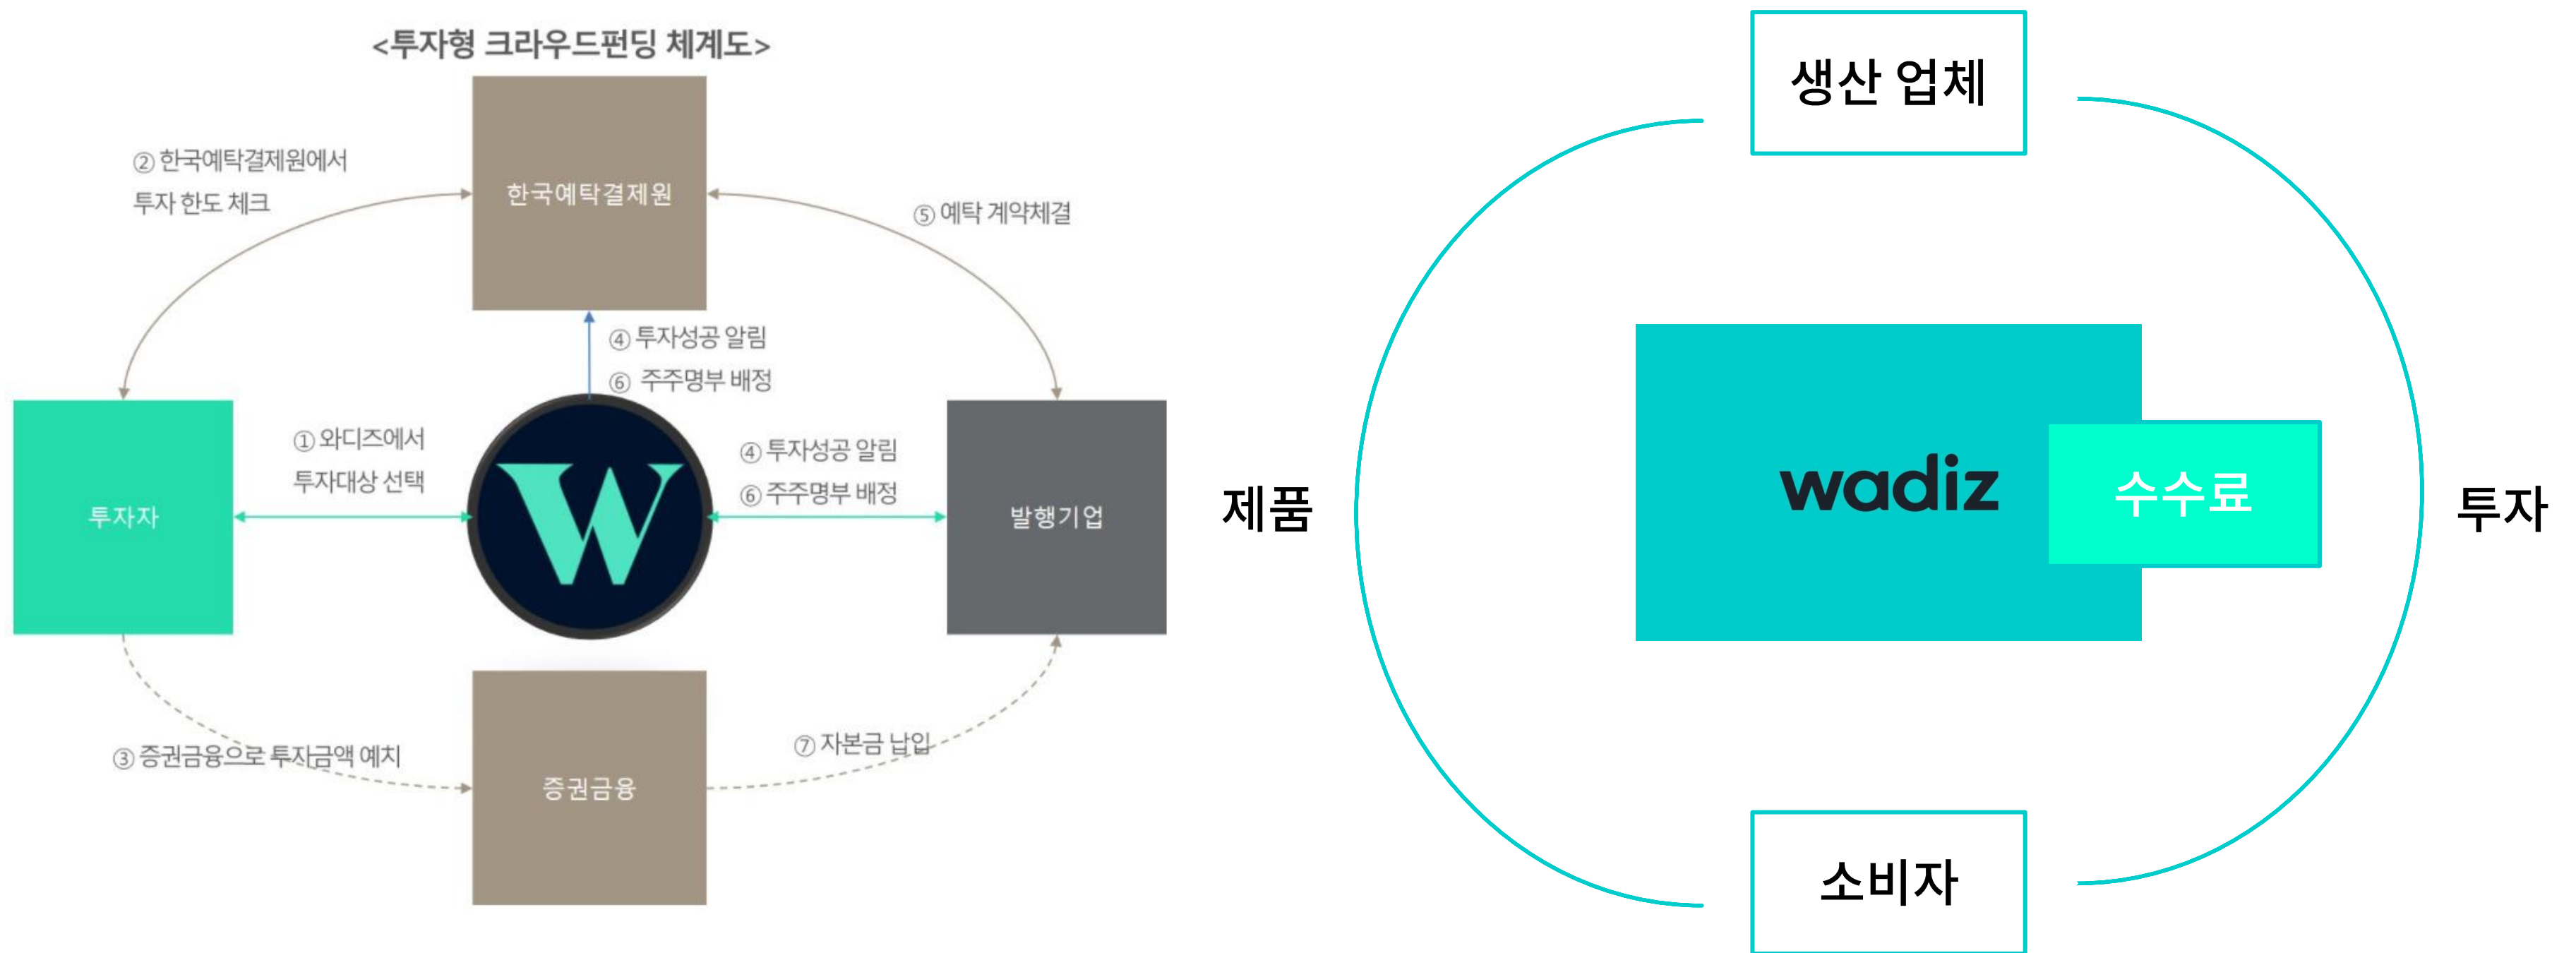 <투자형 크라우드펀딩 체계도>
② 한국예탁결제원에서
투자 한도 체크
한국예탁결제원
⑤ 예탁 계약체결
④ 투자성공 알림
⑥ 주주명부 배정
투자자
① 와디즈에서
투자대상 선택
W
④ 투자성공 알림
⑥ 주주명부 배정
발행기업
③ 증권금융으로 투자금액 예치
증권금융
⑦ 자본금 납입
생산 업체
제품
wadiz
수수료
투자
소비자